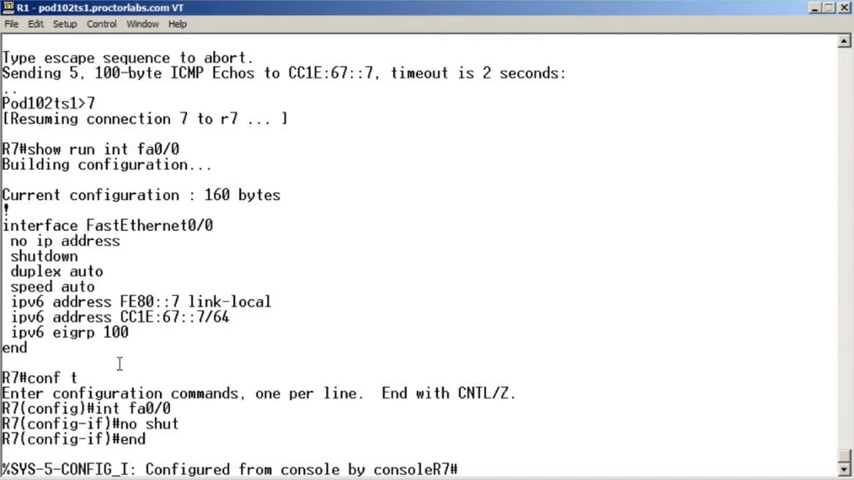 R1 - pod102ts1.proctorlabs.com VT
File Edit Setup Control Window Help
Type escape sequence to abort.
Sending 5, 100-byte ICMP Echos to CC1E:67::7, timeout is 2 seconds:
..
Pod102ts1>7
[Resuming connection 7 to r7 ... ]
R7#show run int fa0/0
Building configuration...
Current configuration : 160 bytes
!
interface FastEthernet0/0
no ip address
shutdown
duplex auto
speed auto
ipv6 address FE80::7 link-local
ipv6 address CC1E:67::7/64
ipv6 eigrp 100
end
R7#conf t
Enter configuration commands, one per line.  End with CNTL/Z.
R7(config)#int fa0/0
R7(config-if)#no shut
R7(config-if)#end
%SYS-5-CONFIG_I: Configured from console by consoleR7#